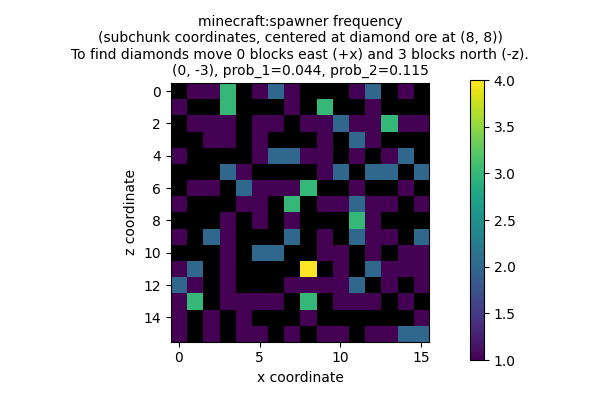 minecraft:spawner frequency
(subchunk coordinates, centered at diamond ore at (8, 8))
To find diamonds move 0 blocks east (+x) and 3 blocks north (-z).
(0, -3), prob_1=0.044, prob_2=0.115
0
2
4
6
8
10
12
14
z coordinate
0 5 10 15
x coordinate
4.0
3.5
3.0
2.5
2.0
1.5
1.0